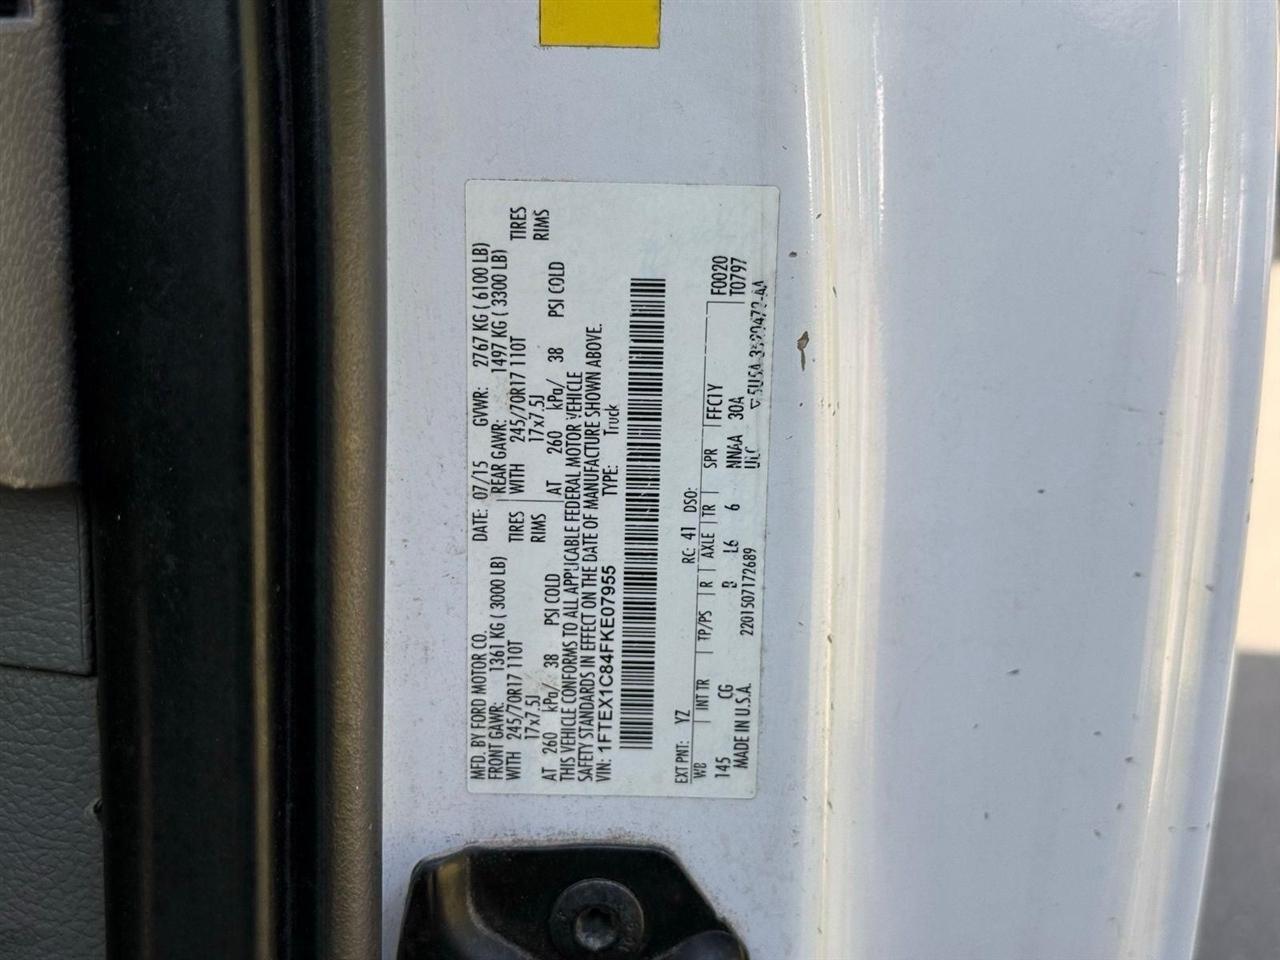 MFD. BY FORD MOTOR CO. DATE: 07/15 GVWR: 2767 KG ( 6100 LB)
FRONT GAWR: 1361 KG ( 3000 LB) REAR GAWR: 1497 KG ( 3300 LB)
WITH 245/70R17 110T TIRES WITH 245/70R17 110T TIRES
17x7.5J RIMS 17x7.5J RIMS
AT 260 kPa/ 38 PSI COLD AT 260 kPa/ 38 PSI COLD
THIS VEHICLE CONFORMS TO ALL APPLICABLE FEDERAL MOTOR VEHICLE
SAFETY STANDARDS IN EFFECT ON THE DATE OF MANUFACTURE SHOWN ABOVE.
VIN: 1FTEX1C84FKE07955 TYPE: Truck
EXT PNT: YZ RC: 41 DSO: F0020
WB INT TR TP/PS R AXLE TR SPR FFC1Y T0797
145 CG B L6 6 NNAA 30A
MADE IN U.S.A. 2201507172689 ULC